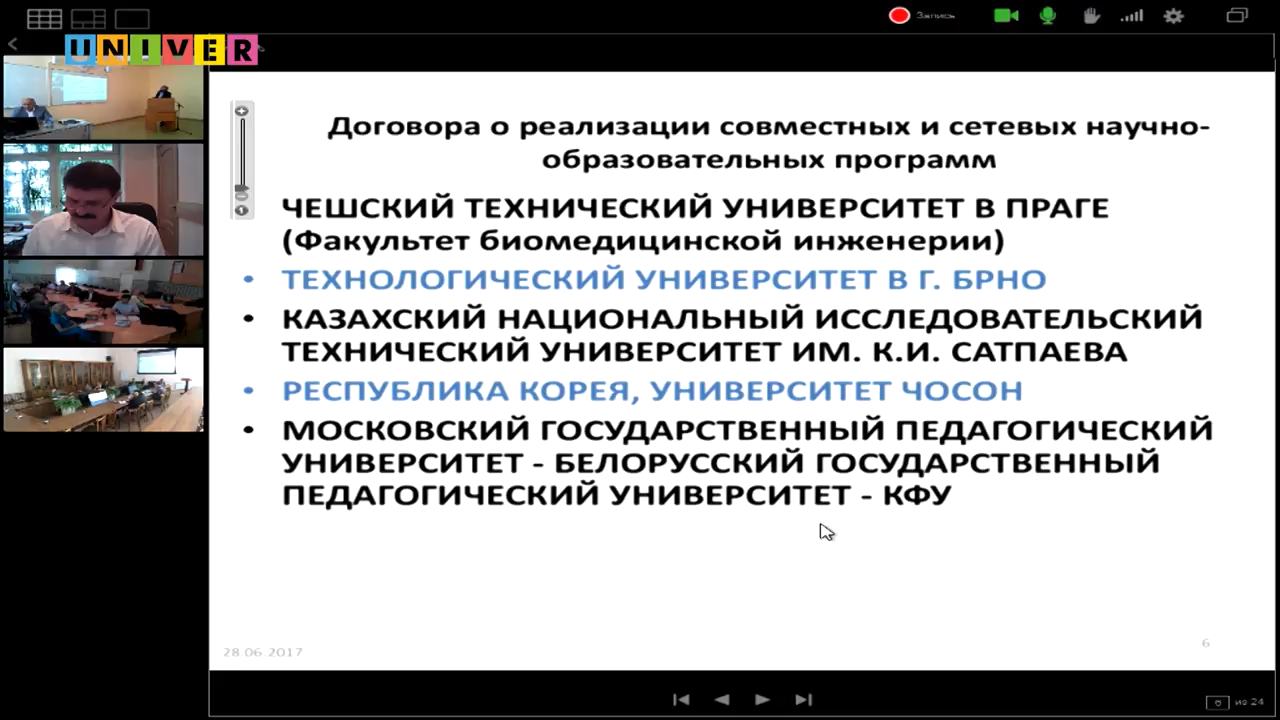 Запись
UNIVER
Договора о реализации совместных и сетевых научно-
образовательных программ
ЧЕШСКИЙ ТЕХНИЧЕСКИЙ УНИВЕРСИТЕТ В ПРАГЕ
(Факультет биомедицинской инженерии)
• ТЕХНОЛОГИЧЕСКИЙ УНИВЕРСИТЕТ В Г. БРНО
• КАЗАХСКИЙ НАЦИОНАЛЬНЫЙ ИССЛЕДОВАТЕЛЬСКИЙ
ТЕХНИЧЕСКИЙ УНИВЕРСИТЕТ ИМ. К.И. САТПАЕВА
• РЕСПУБЛИКА КОРЕЯ, УНИВЕРСИТЕТ ЧОСОН
• МОСКОВСКИЙ ГОСУДАРСТВЕННЫЙ ПЕДАГОГИЧЕСКИЙ
УНИВЕРСИТЕТ - БЕЛОРУССКИЙ ГОСУДАРСТВЕННЫЙ
ПЕДАГОГИЧЕСКИЙ УНИВЕРСИТЕТ - КФУ
28.06.2017
6
из 24